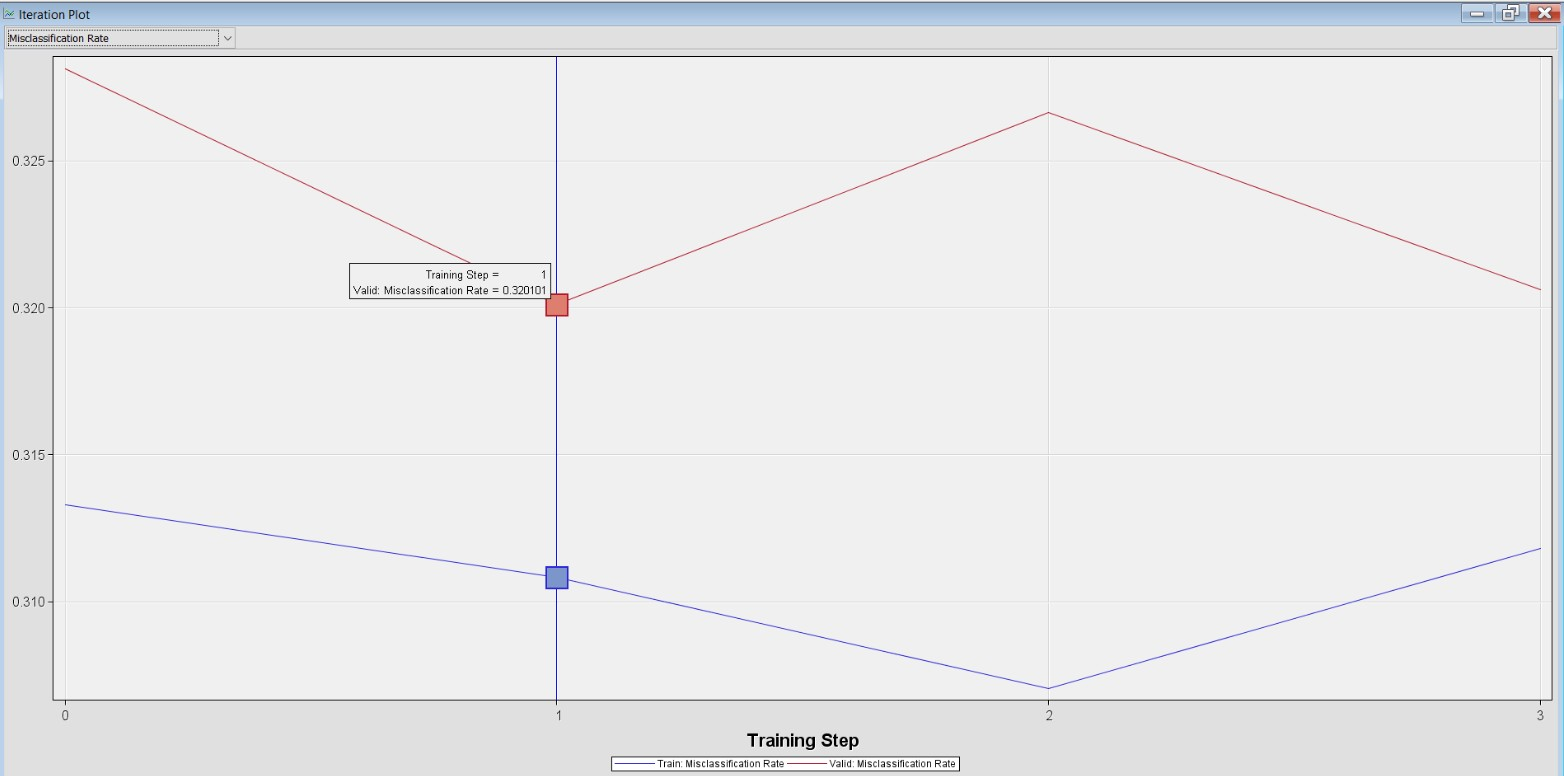 Iteration Plot
Misclassification Rate
0.325
Training Step = 1
Valid: Misclassification Rate = 0.320101
0.320
0.315
0.310
0 1 2 3
Training Step
Train: Misclassification Rate Valid: Misclassification Rate